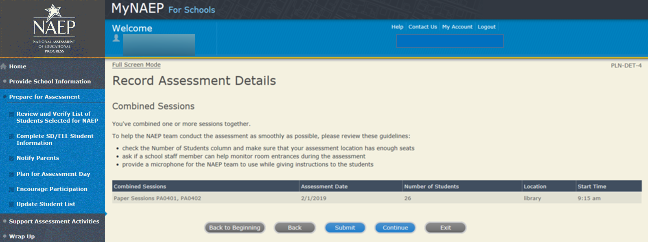 NAEP
NATIONAL ASSESSMENT
OF EDUCATIONAL
PROGRESS
MyNAEP For Schools
Welcome
Help Contact Us My Account Logout
Home
Provide School Information
Prepare for Assessment
Review and Verify List of
Students Selected for NAEP
Complete SD/ELL Student
Information
Notify Parents
Plan for Assessment Day
Encourage Participation
Update Student List
Support Assessment Activities
Wrap Up
Full Screen Mode
PLN-DET-4
Record Assessment Details
Combined Sessions
You've combined one or more sessions together.
To help the NAEP team conduct the assessment as smoothly as possible, please review these guidelines:
• check the Number of Students column and make sure that your assessment location has enough seats
• ask if a school staff member can help monitor room entrances during the assessment
• provide a microphone for the NAEP team to use while giving instructions to the students
Combined Sessions Assessment Date Number of Students Location Start Time
Paper Sessions PA0401, PA0402 2/1/2019 26 library 9:15 am
Back to Beginning Back Submit Continue Exit